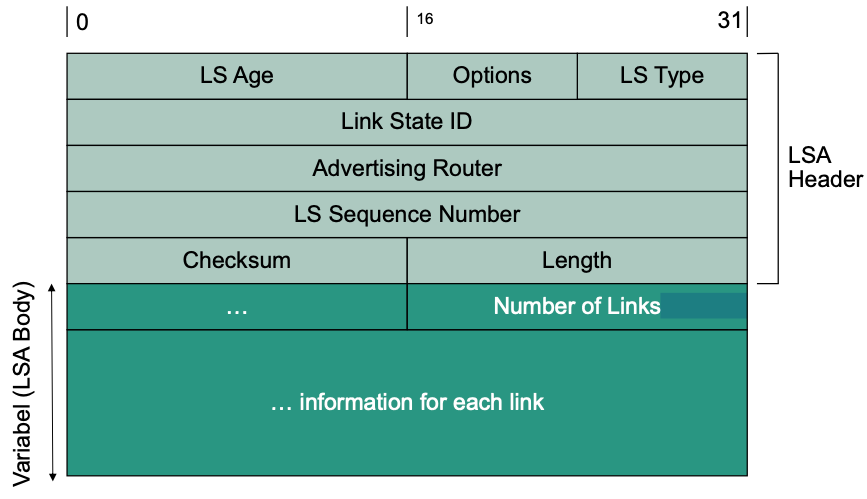 0 16 31
LS Age Options LS Type
Link State ID
Advertising Router
LS Sequence Number
Checksum Length
LSA
Header
… Number of Links
… information for each link
Variabel (LSA Body)